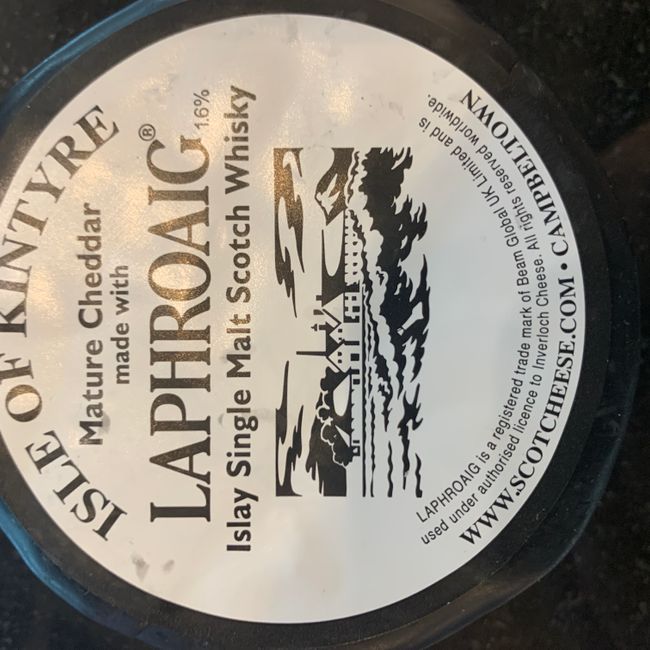 ISLE OF KINTYRE
Mature Cheddar
made with
LAPHROAIG® 1.6%
Islay Single Malt Scotch Whisky
LAPHROAIG is a registered trade mark of Beam Global UK Limited and is
used under authorised licence to Inverloch Cheese. All rights reserved worldwide.
WWW.SCOTCHEESE.COM • CAMPBELTOWN